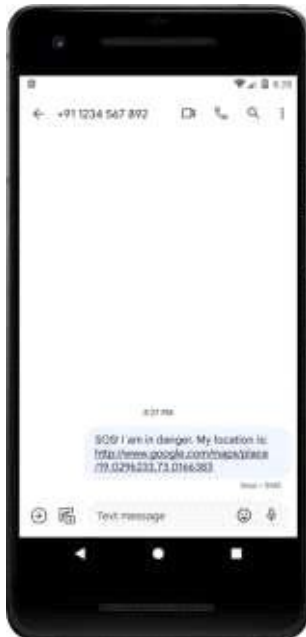 +91 1234 567 892
4:27 PM
SOS! I am in danger. My location is:
http://www.google.com/maps/place
/19.0296233,73.0166383
Text message